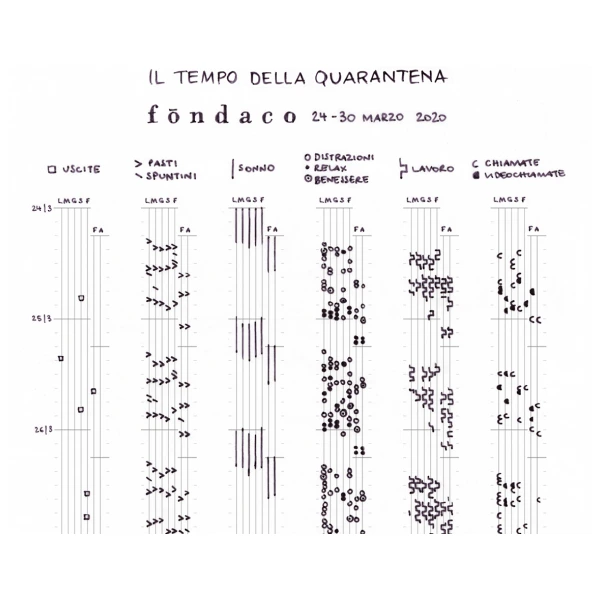 IL TEMPO DELLA QUARANTENA
fōndaco 24-30 MARZO 2020
USCITE
PASTI
SPUNTINI
SONNO
DISTRAZIONI
RELAX
BENESSERE
LAVORO
CHIAMATE
VIDEOCHIAMATE
LMGSF LMGSF LMGSF LMGSF LMGSF LMGSF
24|3
FA FA FA FA FA FA
25|3
26|3